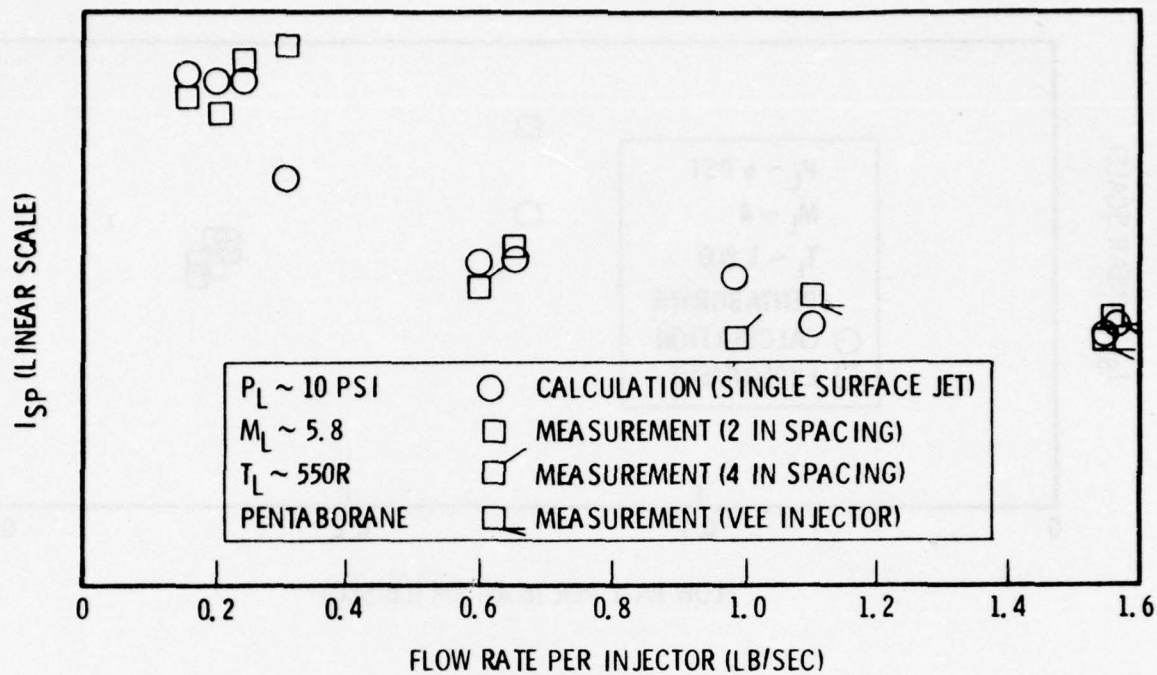 I_SP (LINEAR SCALE)
P_L ~ 10 PSI
M_L ~ 5.8
T_L ~ 550R
PENTABORANE
CALCULATION (SINGLE SURFACE JET)
MEASUREMENT (2 IN SPACING)
MEASUREMENT (4 IN SPACING)
MEASUREMENT (VEE INJECTOR)
0 0.2 0.4 0.6 0.8 1.0 1.2 1.4 1.6
FLOW RATE PER INJECTOR (LB/SEC)